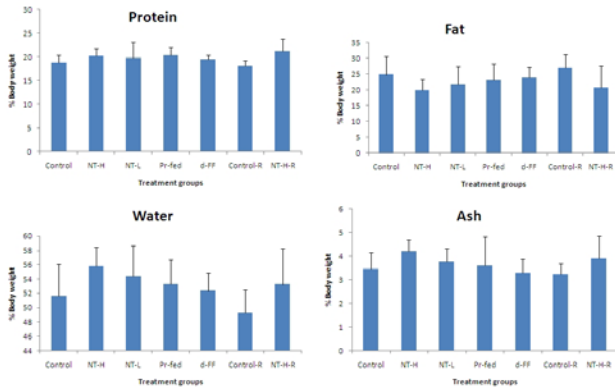 Protein
% Body weight
30
25
20
15
10
5
0
Control NT-H NT-L Pr-fed d-FF Control-R NT-H-R
Treatment groups
Fat
% Body weight
35
30
25
20
15
10
5
0
Control NT-H NT-L Pr-fed d-FF Control-R NT-H-R
Treatment groups
Water
% Body weight
60
58
56
54
52
50
48
46
44
Control NT-H NT-L Pr-fed d-FF Control-R NT-H-R
Treatment groups
Ash
% Body weight
6
5
4
3
2
1
0
Control NT-H NT-L Pr-fed d-FF Control-R NT-H-R
Treatment groups